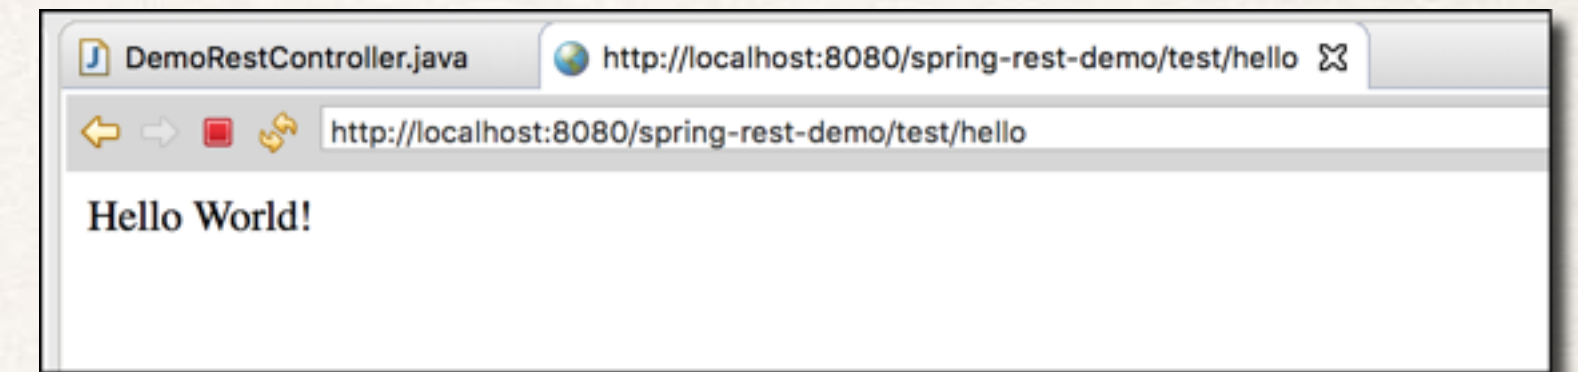 DemoRestController.java http://localhost:8080/spring-rest-demo/test/hello
http://localhost:8080/spring-rest-demo/test/hello
Hello World!